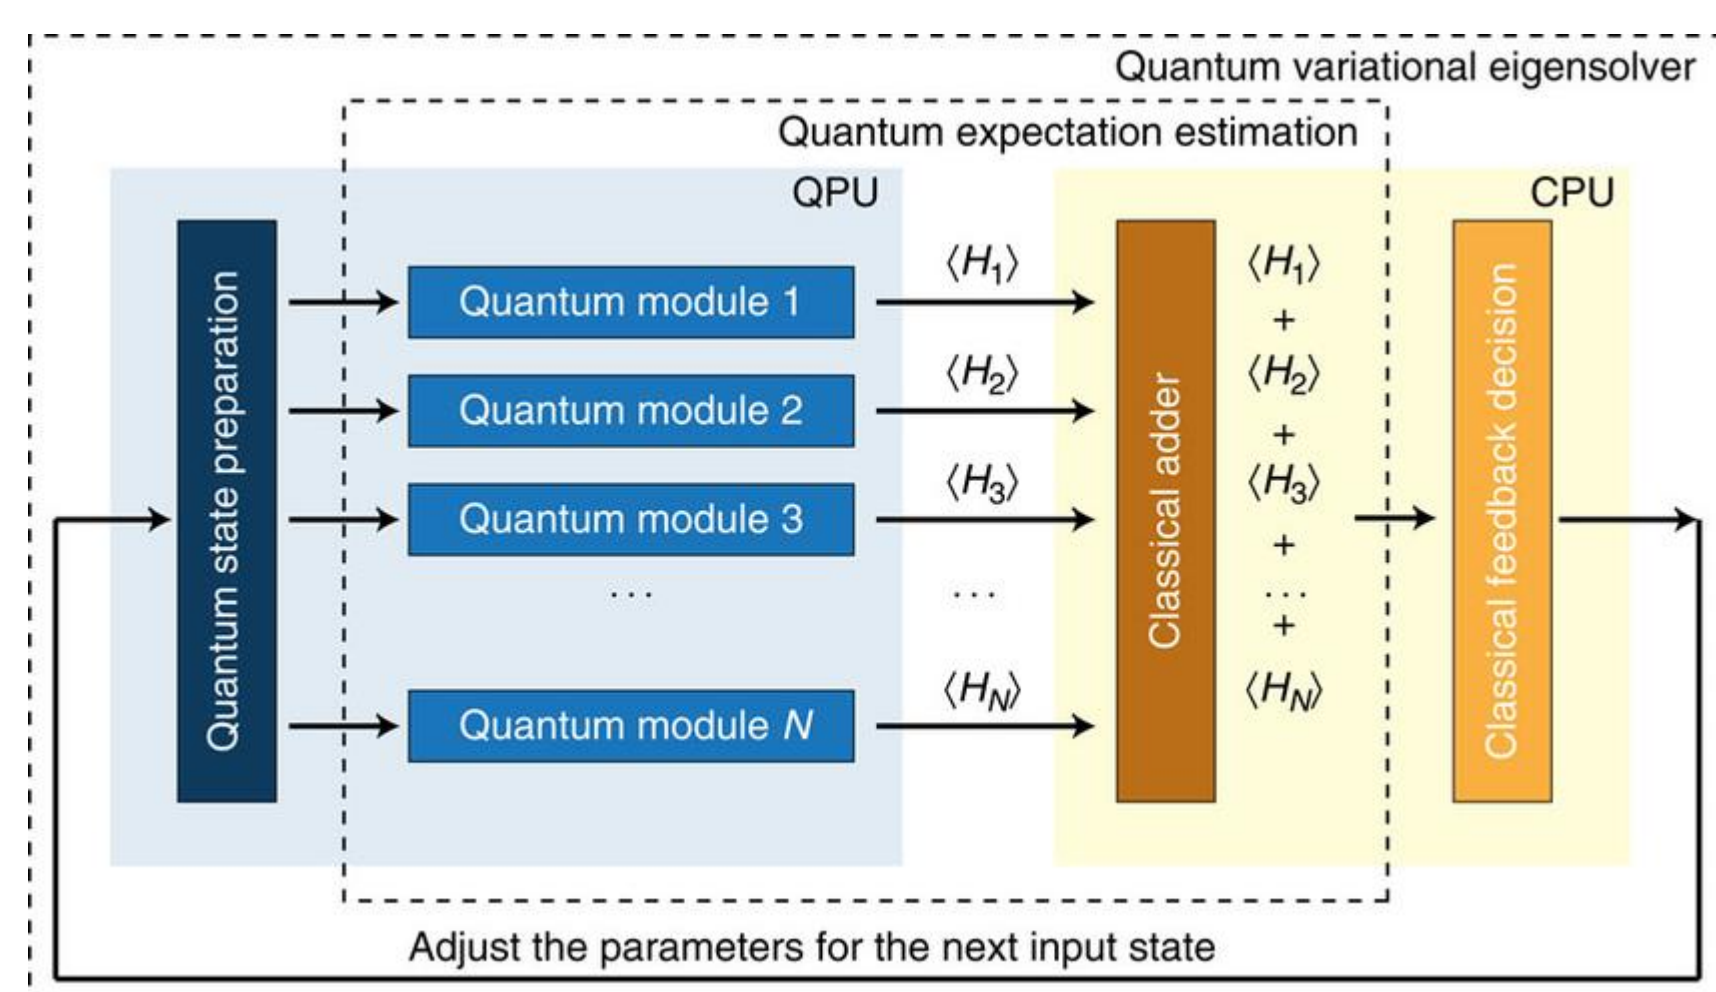 Quantum variational eigensolver
Quantum expectation estimation
QPU
CPU
Quantum state preparation
Quantum module 1
Quantum module 2
Quantum module 3
...
Quantum module N
⟨H₁⟩
⟨H₂⟩
⟨H₃⟩
...
⟨H_N⟩
Classical adder
⟨H₁⟩
+
⟨H₂⟩
+
⟨H₃⟩
+
...
+
⟨H_N⟩
Classical feedback decision
Adjust the parameters for the next input state